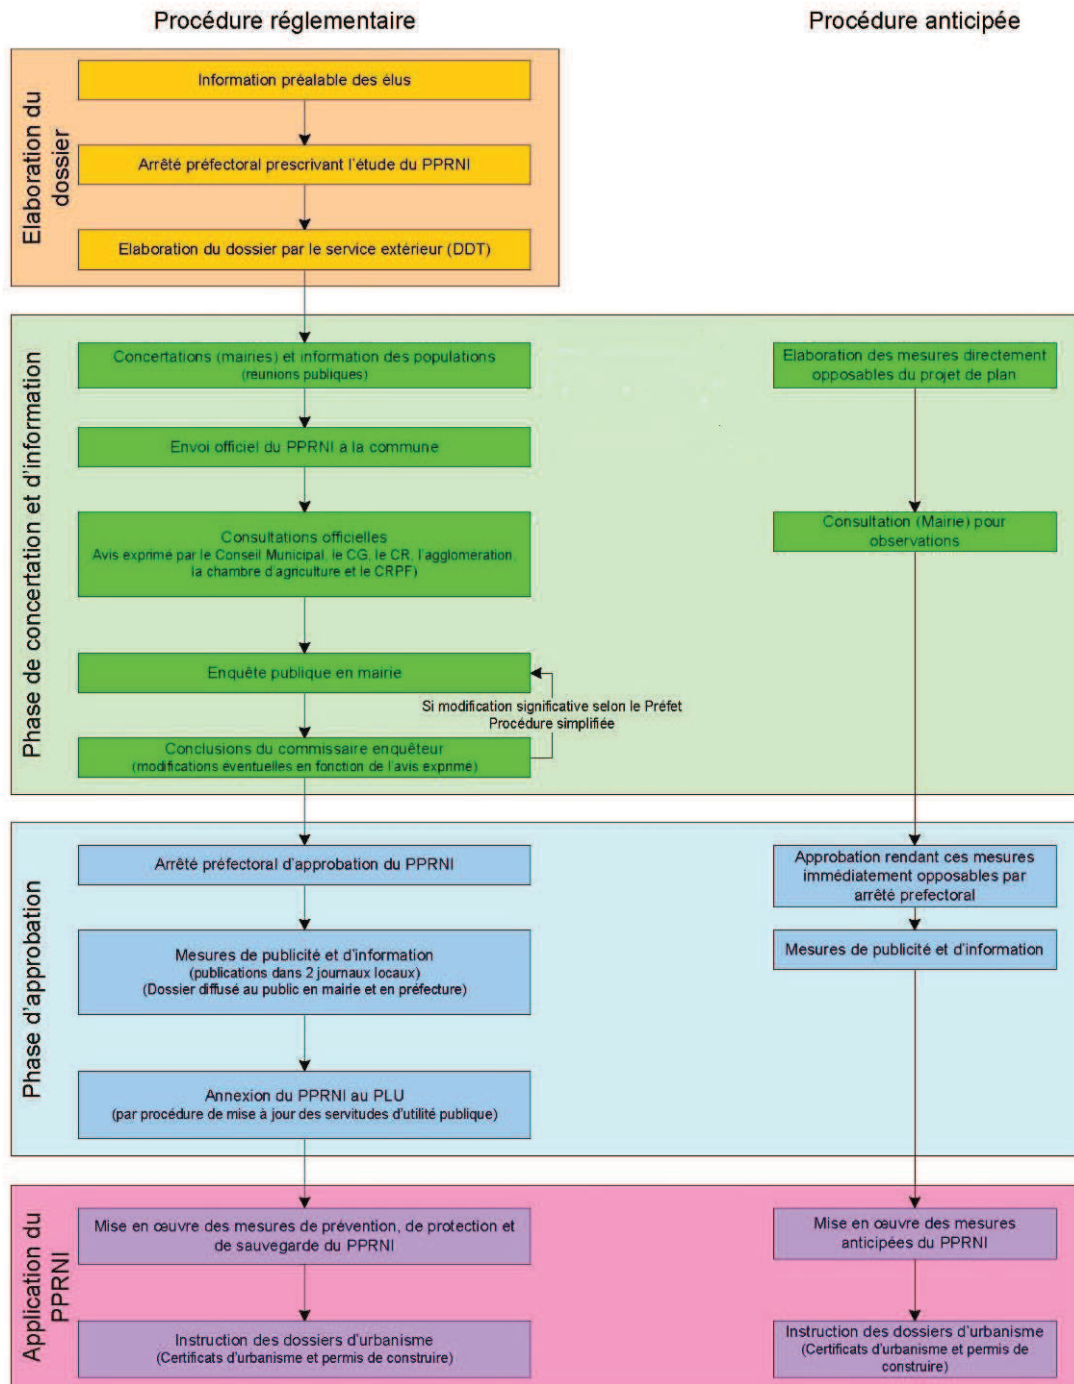 Procédure réglementaire
Procédure anticipée
Elaboration du
dossier
Information préalable des élus
Arrêté préfectoral prescrivant l'étude du PPRNI
Elaboration du dossier par le service extérieur (DDT)
Phase de concertation et d'information
Concertations (mairies) et information des populations
(réunions publiques)
Envoi officiel du PPRNI à la commune
Consultations officielles
Avis exprimé par le Conseil Municipal, le CG, le CR, l'agglomération,
la chambre d'agriculture et le CRPF)
Enquête publique en mairie
Si modification significative selon le Préfet
Procédure simplifiée
Conclusions du commissaire enquêteur
(modifications éventuelles en fonction de l'avis exprimé)
Elaboration des mesures directement
opposables du projet de plan
Consultation (Mairie) pour
observations
Phase d'approbation
Arrêté préfectoral d'approbation du PPRNI
Mesures de publicité et d'information
(publications dans 2 journaux locaux)
(Dossier diffusé au public en mairie et en préfecture)
Annexion du PPRNI au PLU
(par procédure de mise à jour des servitudes d'utilité publique)
Approbation rendant ces mesures
immédiatement opposables par
arrêté prefectoral
Mesures de publicité et d'information
Application du
PPRNI
Mise en œuvre des mesures de prévention, de protection et
de sauvegarde du PPRNI
Instruction des dossiers d'urbanisme
(Certificats d'urbanisme et permis de construire)
Mise en œuvre des mesures
anticipées du PPRNI
Instruction des dossiers d'urbanisme
(Certificats d'urbanisme et permis de
construire)